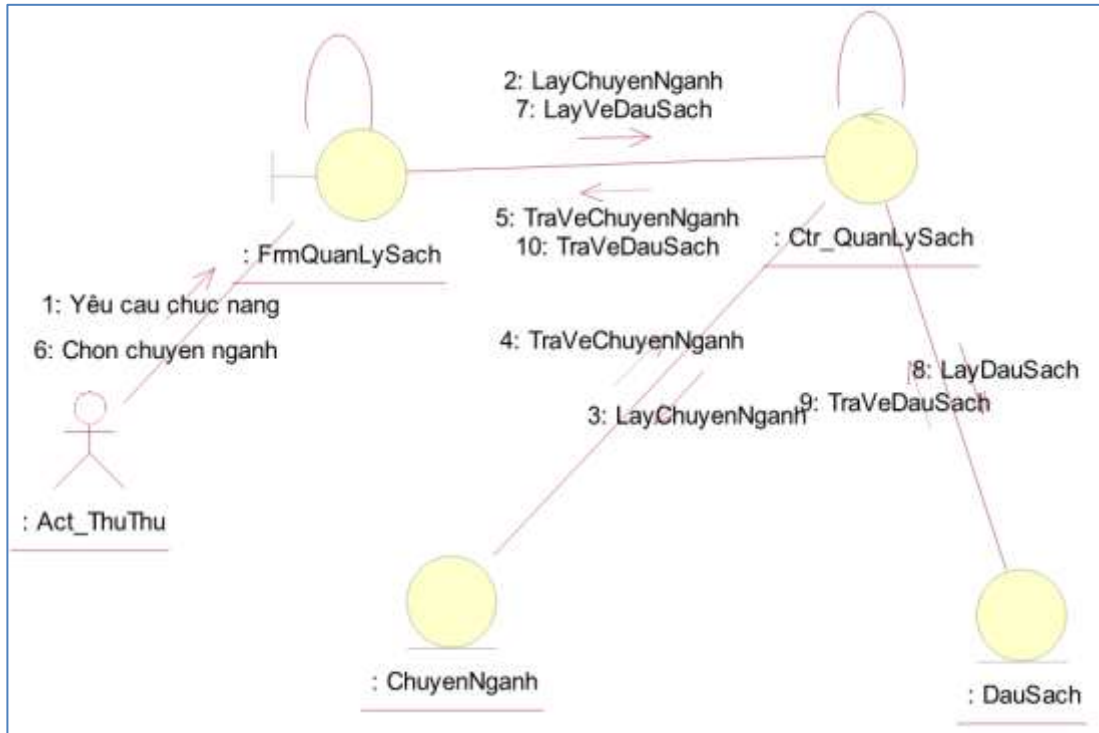 2: LayChuyenNganh
7: LayVeDauSach
5: TraVeChuyenNganh
10: TraVeDauSach
: FrmQuanLySach
: Ctr_QuanLySach
1: Yêu cau chuc nang
6: Chon chuyen nganh
4: TraVeChuyenNganh
8: LayDauSach
3: LayChuyenNganh
9: TraVeDauSach
: Act_ThuThu
: ChuyenNganh
: DauSach